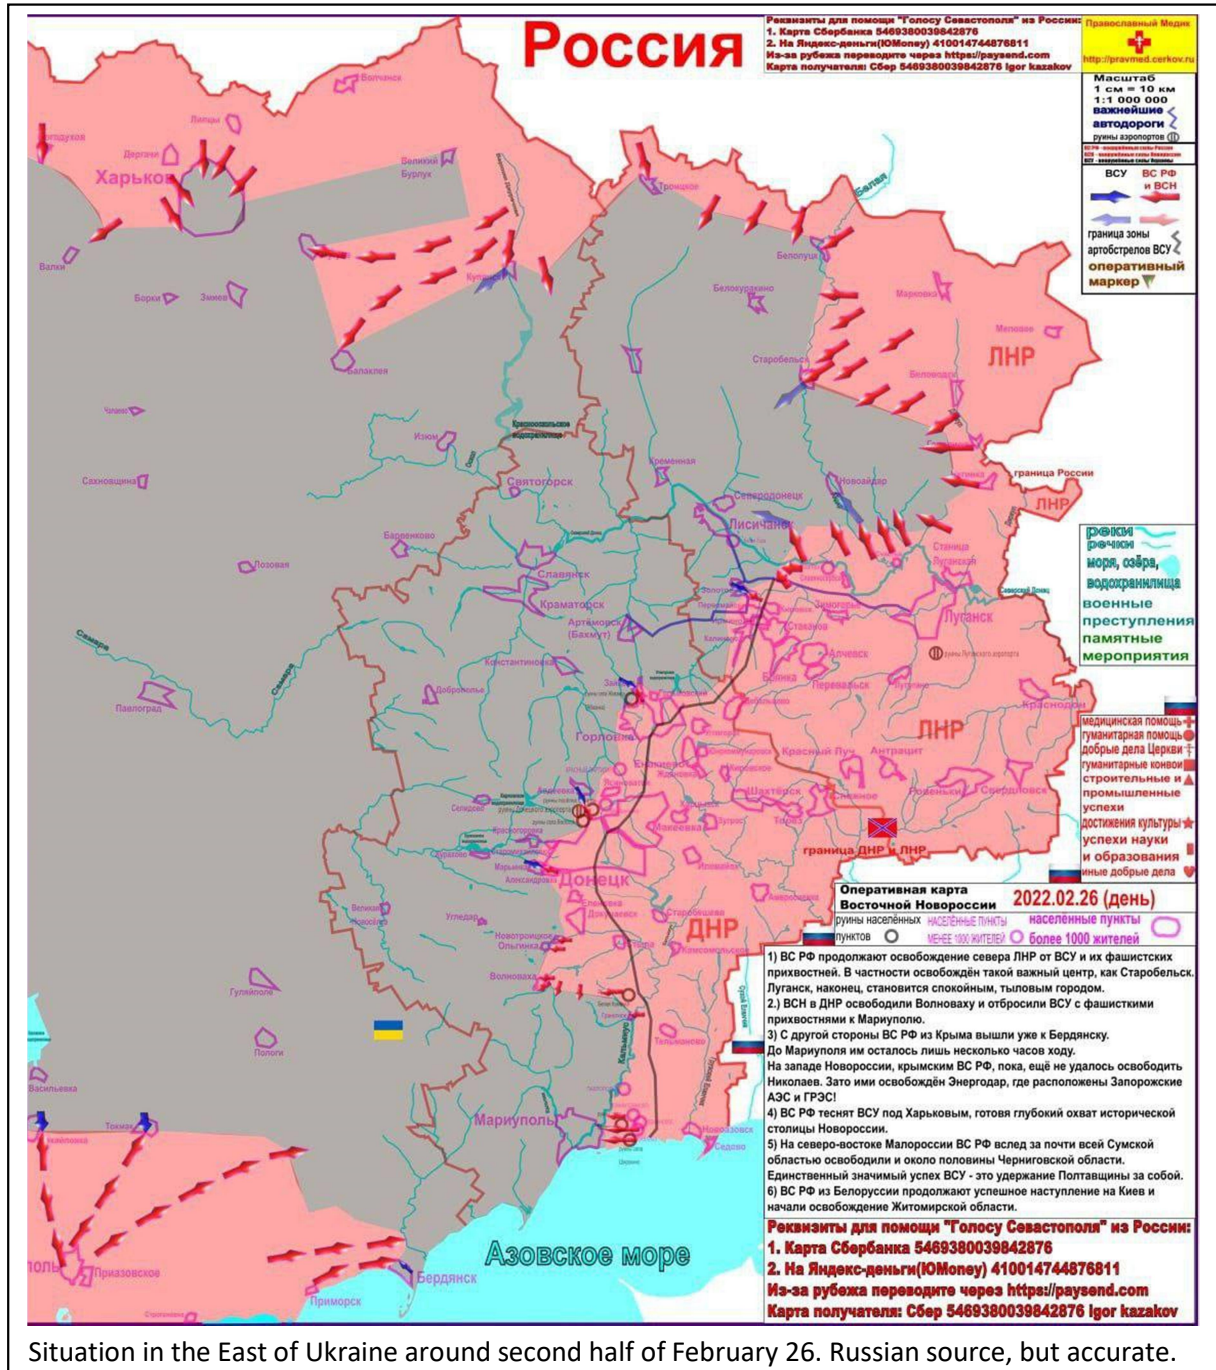 Россия
Реквизиты для помощи "Голосу Севастополя" из России:
1. Карта Сбербанка 5469380039842876
2. На Яндекс-деньги(ЮMoney) 410014744876811
Из-за рубежа переводите через https://paysend.com
Карта получателя: Сбер 5469380039842876 Igor kazakov
Православный Медик
http://pravmed.cerkov.ru
Масштаб
1 см = 10 км
1:1 000 000
важнейшие
автодороги
руины аэропортов
ВСУ
ВС РФ
и ВСН
граница зоны
артобстрелов ВСУ
оперативный
маркер
Волчанск
Липцы
Дергачи
Харьков
Великий
Бурлук
Троицкое
Белая
Валки
Борки
Змиев
Белокуракино
Марковка
Меловое
ЛНР
Старобельск
Балаклея
Беловодск
Изюм
Краснооскольское
водохранилище
Оскол
Сахновщина
Святогорск
Кременная
Северодонецк
Новоайдар
граница России
ЛНР
Лисичанск
Барвенково
Лозовая
Станица
Луганская
реки
речки
моря, озёра,
водохранилища
военные
преступления
памятные
мероприятия
Славянск
Краматорск
Артёмовск
(Бахмут)
Луганск
Стаханов
Алчевск
Брянка
Перевальск
руины Луганского аэропорта
Самара
Самара
Павлоград
Константиновка
Доброполье
Краснодон
ЛНР
Горловка
Красный Луч
Антрацит
медицинская помощь
гуманитарная помощь
добрые дела Церкви
гуманитарные конвои
строительные и
промышленные
успехи
достижения культуры
успехи науки
и образования
иные добрые дела
Шахтёрск
Ровеньки
Свердловск
Макеевка
Торез
граница ДНР и ЛНР
Донецк
Иловайск
Угледар
Новотроицкое
Ольгинка
Старобешево
ДНР
Комсомольское
Волноваха
Гуляйполе
Пологи
Васильевка
Токмак
Кальмиус
Тельманово
Мариуполь
Новоазовск
Седово
Приазовское
Приморск
Бердянск
Азовское море
Оперативная карта
Восточной Новороссии
2022.02.26 (день)
руины населённых
пунктов
НАСЕЛЁННЫЕ ПУНКТЫ
МЕНЕЕ 1000 ЖИТЕЛЕЙ
населённые пункты
более 1000 жителей
1) ВС РФ продолжают освобождение севера ЛНР от ВСУ и их фашистских
прихвостней. В частности освобождён такой важный центр, как Старобельск.
Луганск, наконец, становится спокойным, тыловым городом.
2.) ВСН в ДНР освободили Волноваху и отбросили ВСУ с фашисткими
прихвостнями к Мариуполю.
3) С другой стороны ВС РФ из Крыма вышли уже к Бердянску.
До Мариуполя им осталось лишь несколько часов ходу.
На западе Новороссии, крымским ВС РФ, пока, ещё не удалось освободить
Николаев. Зато ими освобождён Энергодар, где расположены Запорожские
АЭС и ГРЭС!
4) ВС РФ теснят ВСУ под Харьковым, готовя глубокий охват исторической
столицы Новороссии.
5) На северо-востоке Малороссии ВС РФ вслед за почти всей Сумской
областью освободили и около половины Черниговской области.
Единственный значимый успех ВСУ - это удержание Полтавщины за собой.
6) ВС РФ из Белоруссии продолжают успешное наступление на Киев и
начали освобождение Житомирской области.
Реквизиты для помощи "Голосу Севастополя" из России:
1. Карта Сбербанка 5469380039842876
2. На Яндекс-деньги(ЮMoney) 410014744876811
Из-за рубежа переводите через https://paysend.com
Карта получателя: Сбер 5469380039842876 Igor kazakov
Situation in the East of Ukraine around second half of February 26. Russian source, but accurate.